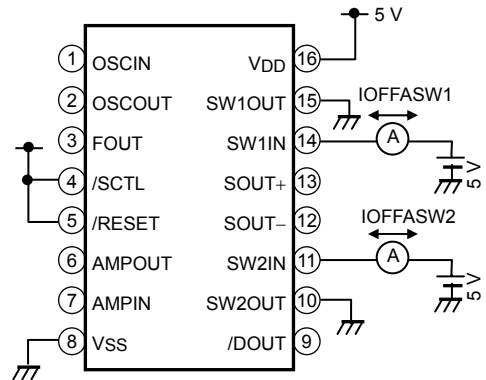 5 V
1 OSCIN VDD 16
2 OSCOUT SW1OUT 15 IOFFASW1
3 FOUT SW1IN 14 A
4 /SCTL SOUT+ 13 5 V
5 /RESET SOUT− 12 IOFFASW2
6 AMPOUT SW2IN 11 A
7 AMPIN SW2OUT 10 5 V
8 VSS /DOUT 9